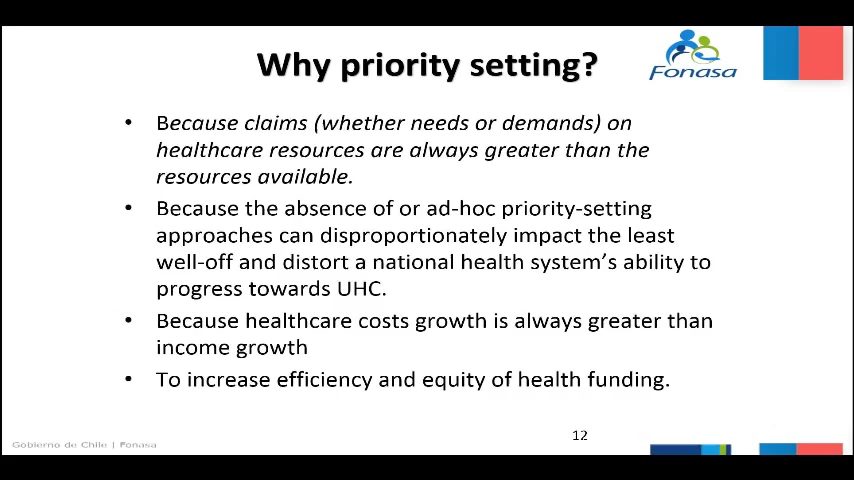 Why priority setting?
Fonasa
• Because claims (whether needs or demands) on
healthcare resources are always greater than the
resources available.
• Because the absence of or ad-hoc priority-setting
approaches can disproportionately impact the least
well-off and distort a national health system’s ability to
progress towards UHC.
• Because healthcare costs growth is always greater than
income growth
• To increase efficiency and equity of health funding.
12
Gobierno de Chile | Fonasa